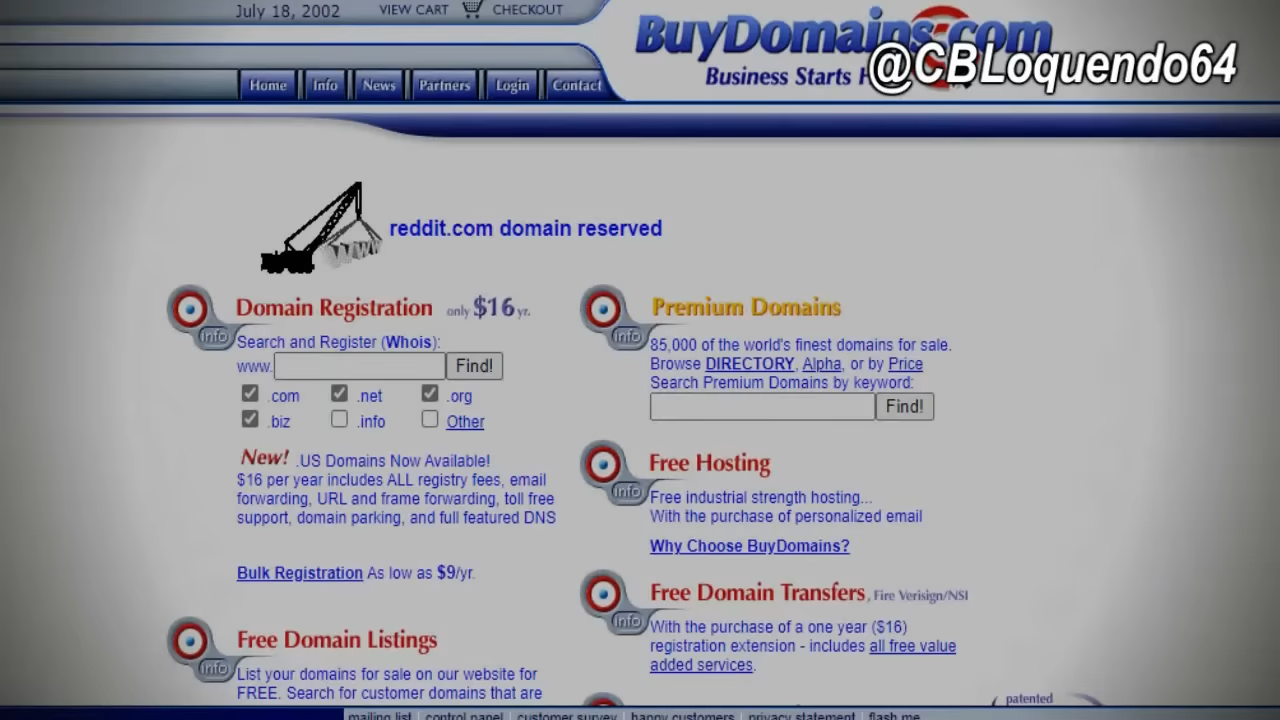 July 18, 2002 VIEW CART CHECKOUT
BuyDomains.com
Business Starts
@CBLoquendo64
Home Info News Partners Login Contact
www
reddit.com domain reserved
Domain Registration only $16 yr.
info
Search and Register (Whois):
www. Find!
.com .net .org
.biz .info Other
New! .US Domains Now Available!
$16 per year includes ALL registry fees, email
forwarding, URL and frame forwarding, toll free
support, domain parking, and full featured DNS
Bulk Registration As low as $9/yr.
Free Domain Listings
info
List your domains for sale on our website for
FREE. Search for customer domains that are
Premium Domains
info
85,000 of the world's finest domains for sale.
Browse DIRECTORY, Alpha, or by Price
Search Premium Domains by keyword:
Find!
Free Hosting
info
Free industrial strength hosting...
With the purchase of personalized email
Why Choose BuyDomains?
Free Domain Transfers, Fire Verisign/NSI
info
With the purchase of a one year ($16)
registration extension - includes all free value
added services.
patented
mailing list control panel customer survey happy customers privacy statement flash me